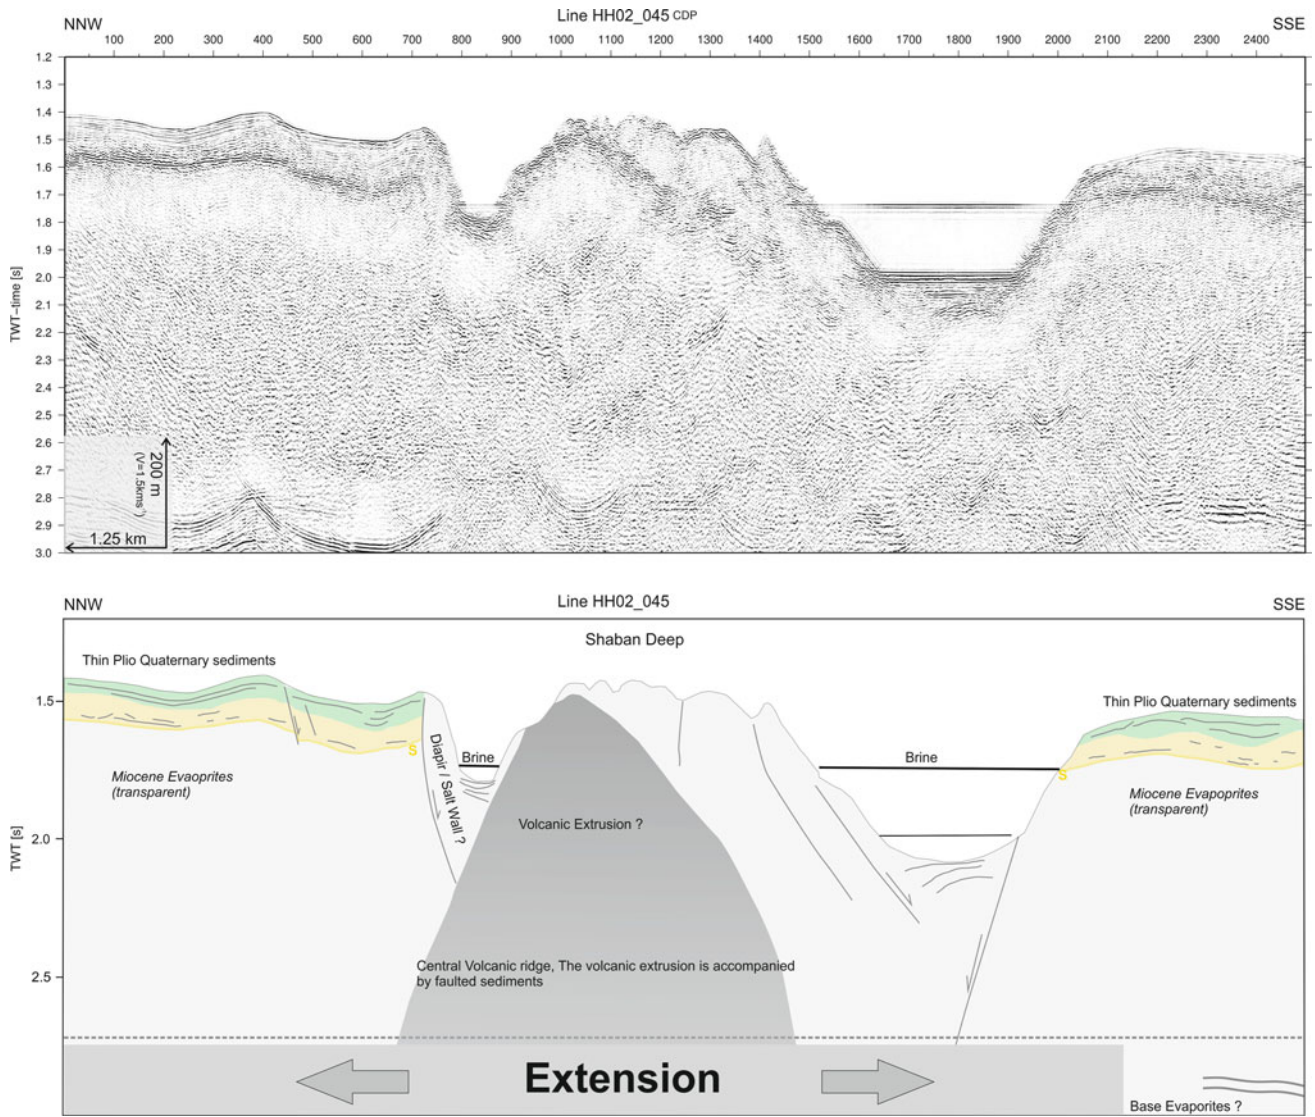 Line HH02_045 CDP
NNW
SSE
100 200 300 400 500 600 700 800 900 1000 1100 1200 1300 1400 1500 1600 1700 1800 1900 2000 2100 2200 2300 2400
1.2
1.3
1.4
1.5
1.6
1.7
1.8
1.9
2.0
2.1
2.2
2.3
2.4
2.5
2.6
2.7
2.8
2.9
3.0
TWT-time [s]
200 m
(V=1.5kms⁻¹)
1.25 km
NNW
Line HH02_045
SSE
Shaban Deep
Thin Plio Quaternary sediments
Thin Plio Quaternary sediments
1.5
2.0
2.5
TWT [s]
S
Diapir / Salt Wall ?
Brine
Brine
S
Miocene Evaoprites
(transparent)
Miocene Evapoprites
(transparent)
Volcanic Extrusion ?
Central Volcanic ridge, The volcanic extrusion is accompanied
by faulted sediments
Extension
Base Evaporites ?